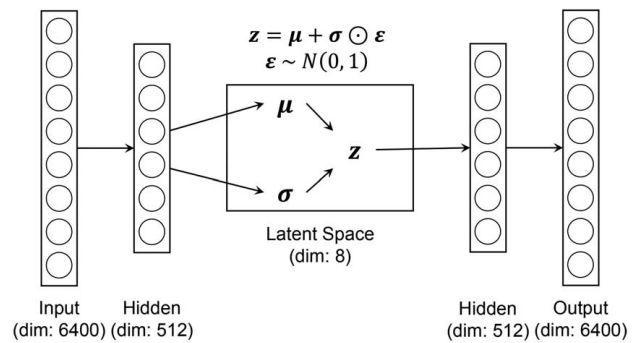 𝒛 = 𝝁 + 𝝈 ⊙ 𝜺
𝜺 ~ 𝑁(0, 1)
𝝁
𝒛
𝝈
Latent Space
(dim: 8)
Input
(dim: 6400)
Hidden
(dim: 512)
Hidden
(dim: 512)
Output
(dim: 6400)